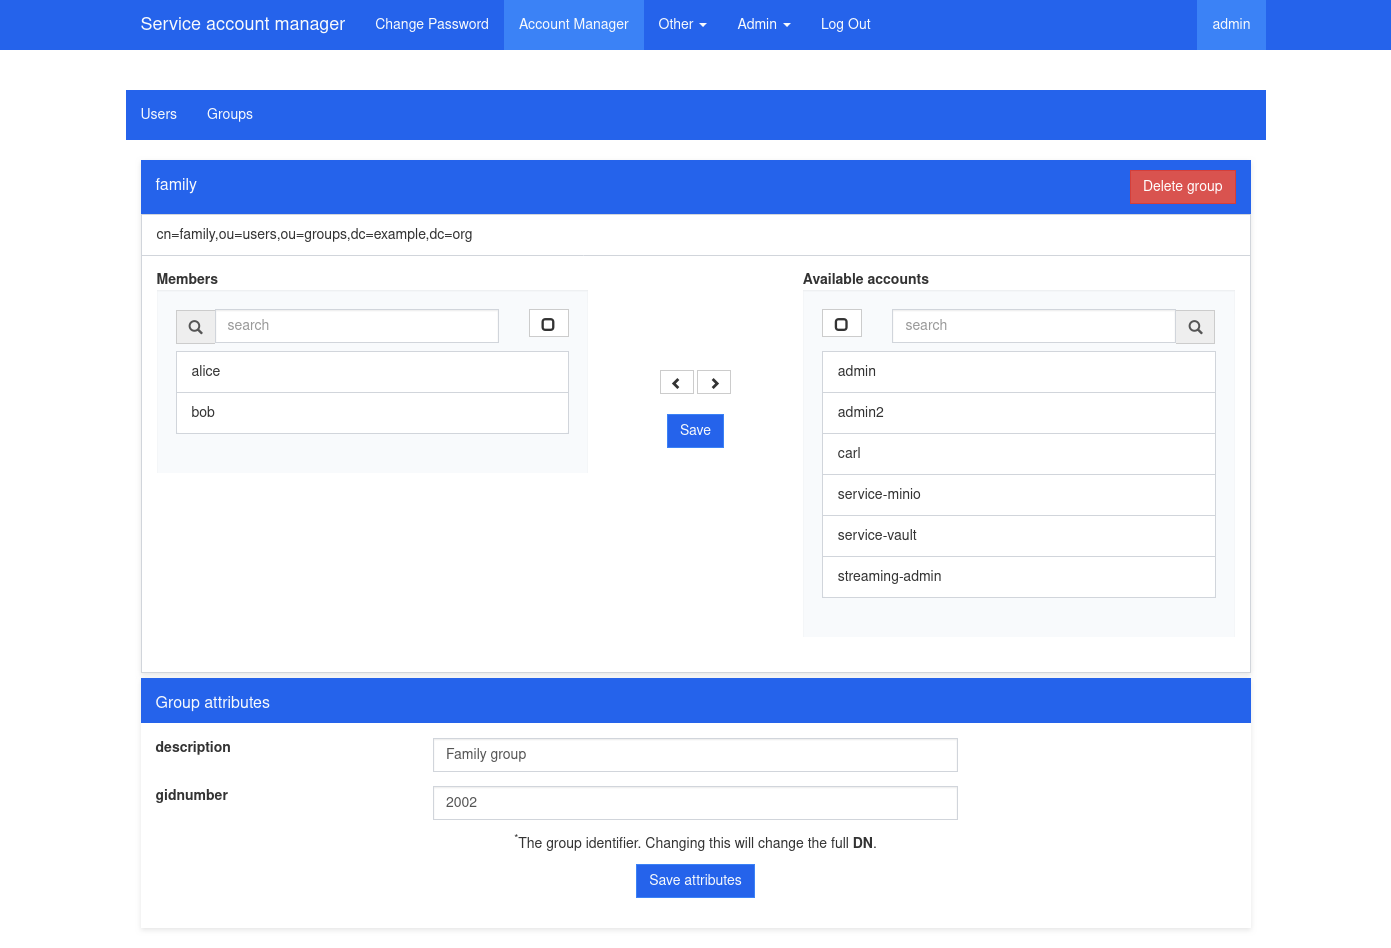 Service account manager Change Password Account Manager Other Admin Log Out admin
Users Groups
family Delete group
cn=family,ou=users,ou=groups,dc=example,dc=org
Members
search
alice
bob
Save
Available accounts
search
admin
admin2
carl
service-minio
service-vault
streaming-admin
Group attributes
description Family group
gidnumber 2002
*The group identifier. Changing this will change the full DN.
Save attributes